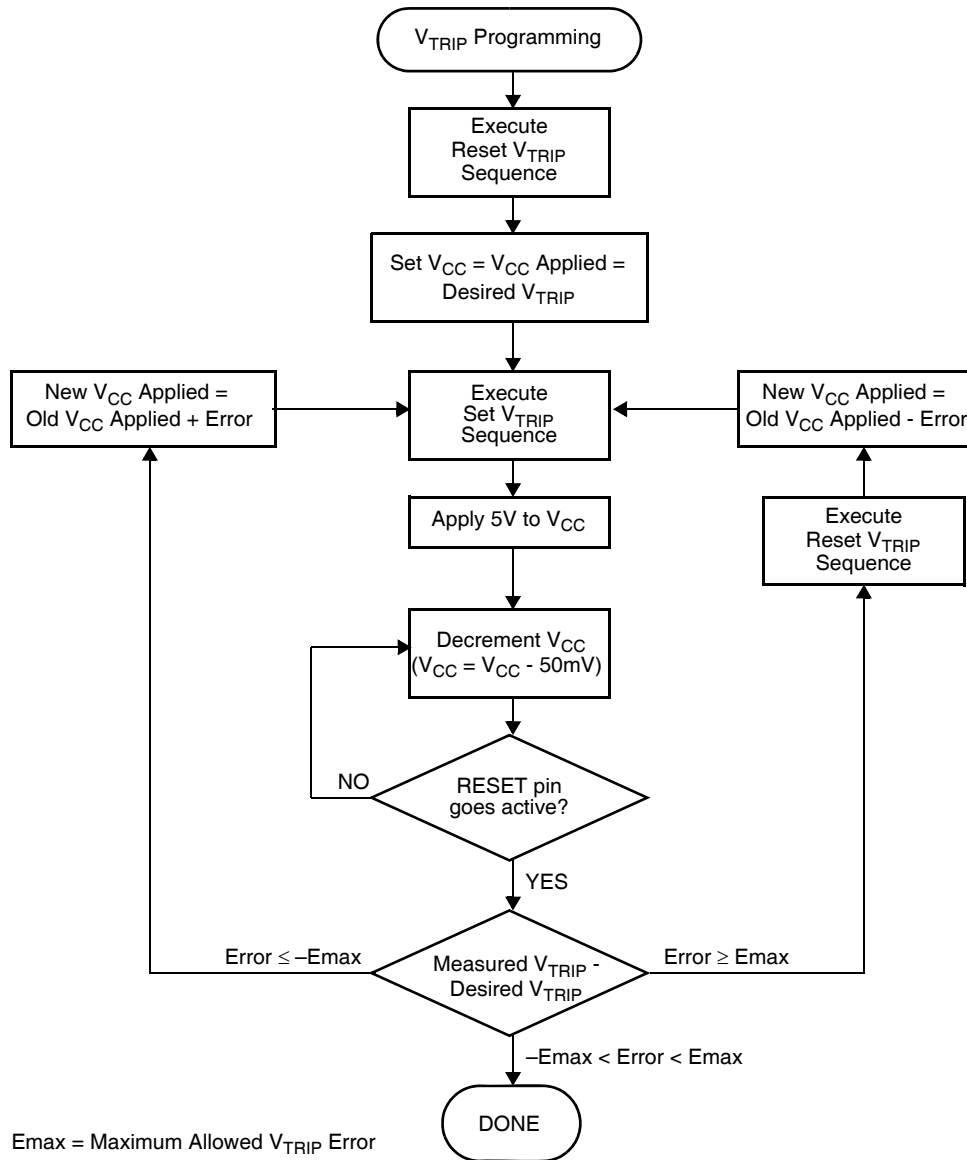 V_TRIP Programming
Execute
Reset V_TRIP
Sequence
Set V_CC = V_CC Applied =
Desired V_TRIP
New V_CC Applied =
Old V_CC Applied + Error
Execute
Set V_TRIP
Sequence
New V_CC Applied =
Old V_CC Applied - Error
Apply 5V to V_CC
Execute
Reset V_TRIP
Sequence
Decrement V_CC
(V_CC = V_CC - 50mV)
NO
RESET pin
goes active?
YES
Error ≤ –Emax
Measured V_TRIP -
Desired V_TRIP
Error ≥ Emax
–Emax < Error < Emax
DONE
Emax = Maximum Allowed V_TRIP Error